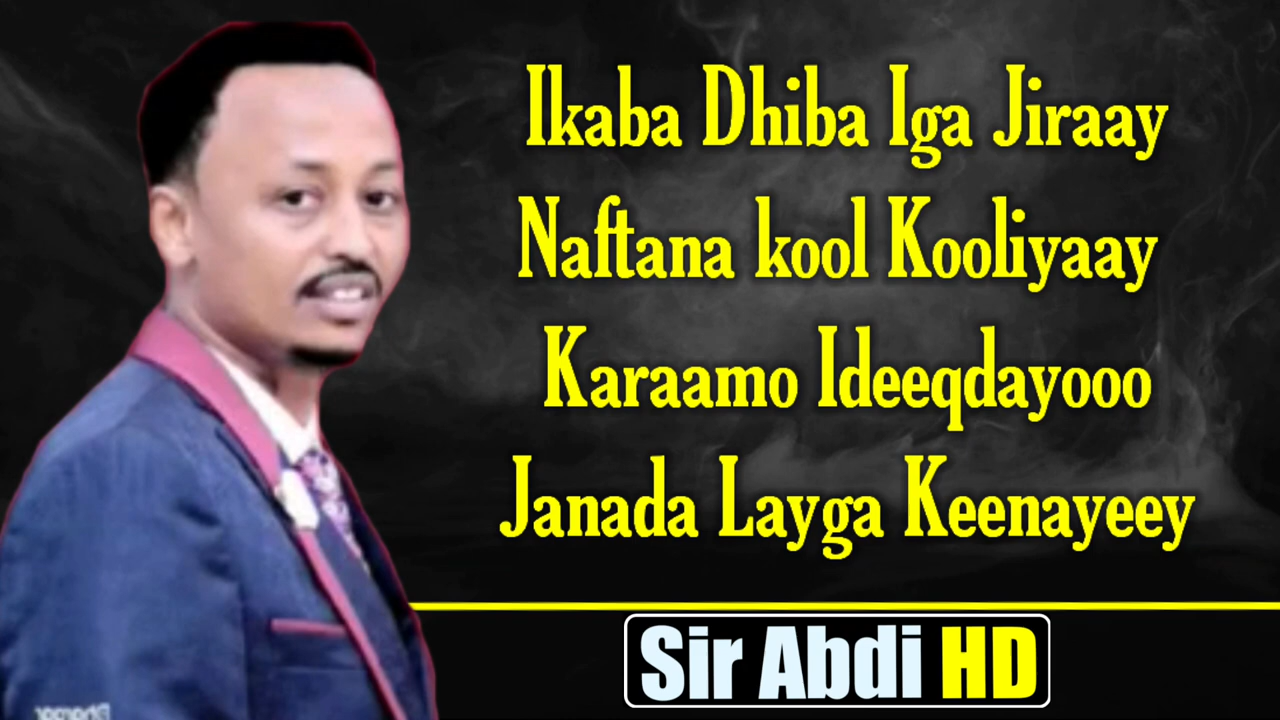 Ikaba Dhiba Iga Jiraay
Naftana kool Kooliyaay
Karaamo Ideeqdayooo
Janada Layga Keenayeey
Sir Abdi HD